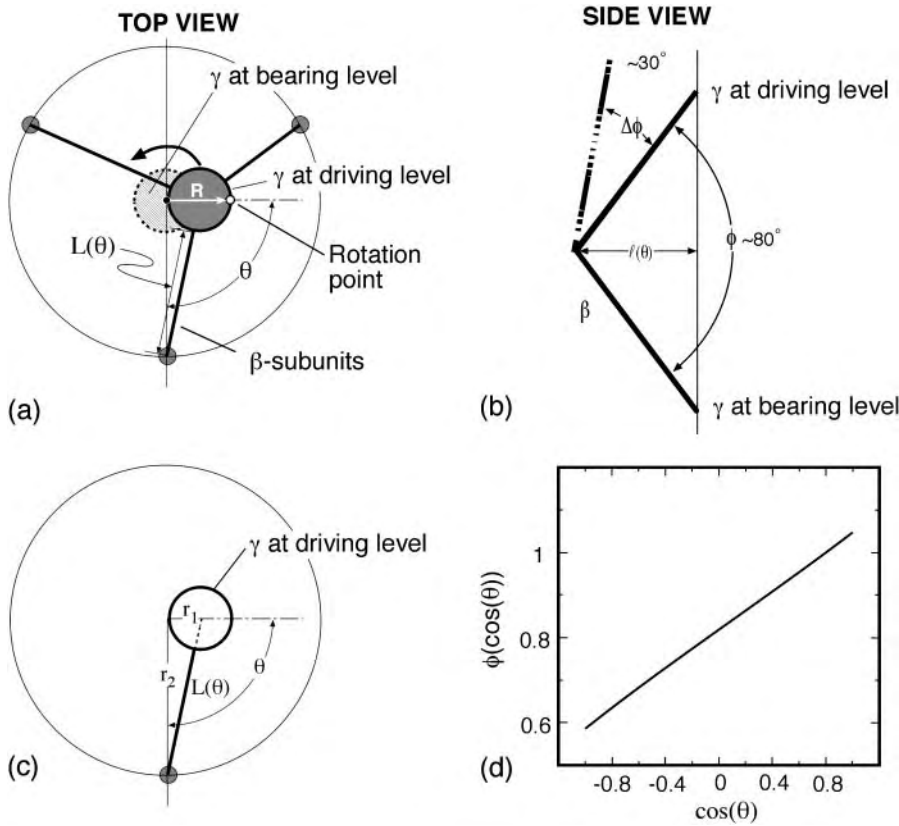 TOP VIEW
γ at bearing level
R
γ at driving level
L(θ)
θ
Rotation
point
β-subunits
(a)
SIDE VIEW
~30°
Δϕ
γ at driving level
ℓ(θ)
ϕ ~80°
β
γ at bearing level
(b)
γ at driving level
r1
r2
L(θ)
θ
(c)
ϕ(cos(θ))
1
0.8
0.6
-0.8
-0.4
0
0.4
0.8
cos(θ)
(d)